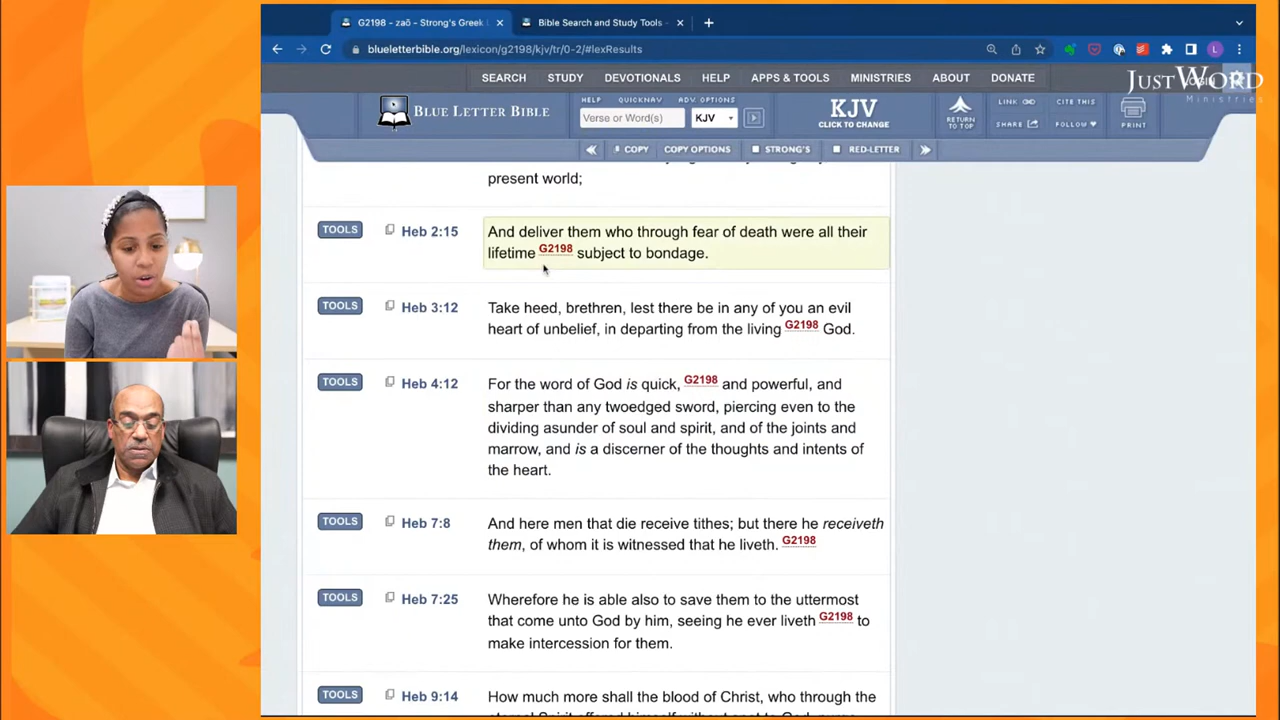 G2198 - zaō - Strong's Greek
Bible Search and Study Tools -
blueletterbible.org/lexicon/g2198/kjv/tr/0-2/#lexResults
L
SEARCH STUDY DEVOTIONALS HELP APPS & TOOLS MINISTRIES ABOUT DONATE
JUSTWORD
Ministries
BLUE LETTER BIBLE
HELP QUICKNAV ADV. OPTIONS
Verse or Word(s) KJV
KJV
CLICK TO CHANGE
RETURN
TO TOP
LINK CITE THIS
SHARE FOLLOW
PRINT
COPY COPY OPTIONS STRONG'S RED-LETTER
present world;
TOOLS Heb 2:15 And deliver them who through fear of death were all their
lifetime G2198 subject to bondage.
TOOLS Heb 3:12 Take heed, brethren, lest there be in any of you an evil
heart of unbelief, in departing from the living G2198 God.
TOOLS Heb 4:12 For the word of God is quick, G2198 and powerful, and
sharper than any twoedged sword, piercing even to the
dividing asunder of soul and spirit, and of the joints and
marrow, and is a discerner of the thoughts and intents of
the heart.
TOOLS Heb 7:8 And here men that die receive tithes; but there he receiveth
them, of whom it is witnessed that he liveth. G2198
TOOLS Heb 7:25 Wherefore he is able also to save them to the uttermost
that come unto God by him, seeing he ever liveth G2198 to
make intercession for them.
TOOLS Heb 9:14 How much more shall the blood of Christ, who through the